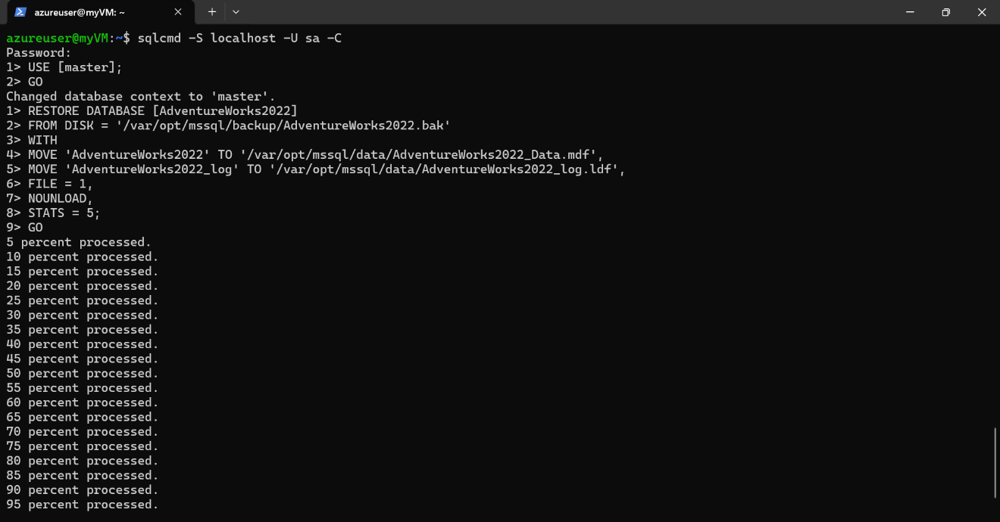 azureuser@myVM: ~
azureuser@myVM:~$ sqlcmd -S localhost -U sa -C
Password:
1> USE [master];
2> GO
Changed database context to 'master'.
1> RESTORE DATABASE [AdventureWorks2022]
2> FROM DISK = '/var/opt/mssql/backup/AdventureWorks2022.bak'
3> WITH
4> MOVE 'AdventureWorks2022' TO '/var/opt/mssql/data/AdventureWorks2022_Data.mdf',
5> MOVE 'AdventureWorks2022_log' TO '/var/opt/mssql/data/AdventureWorks2022_log.ldf',
6> FILE = 1,
7> NOUNLOAD,
8> STATS = 5;
9> GO
5 percent processed.
10 percent processed.
15 percent processed.
20 percent processed.
25 percent processed.
30 percent processed.
35 percent processed.
40 percent processed.
45 percent processed.
50 percent processed.
55 percent processed.
60 percent processed.
65 percent processed.
70 percent processed.
75 percent processed.
80 percent processed.
85 percent processed.
90 percent processed.
95 percent processed.